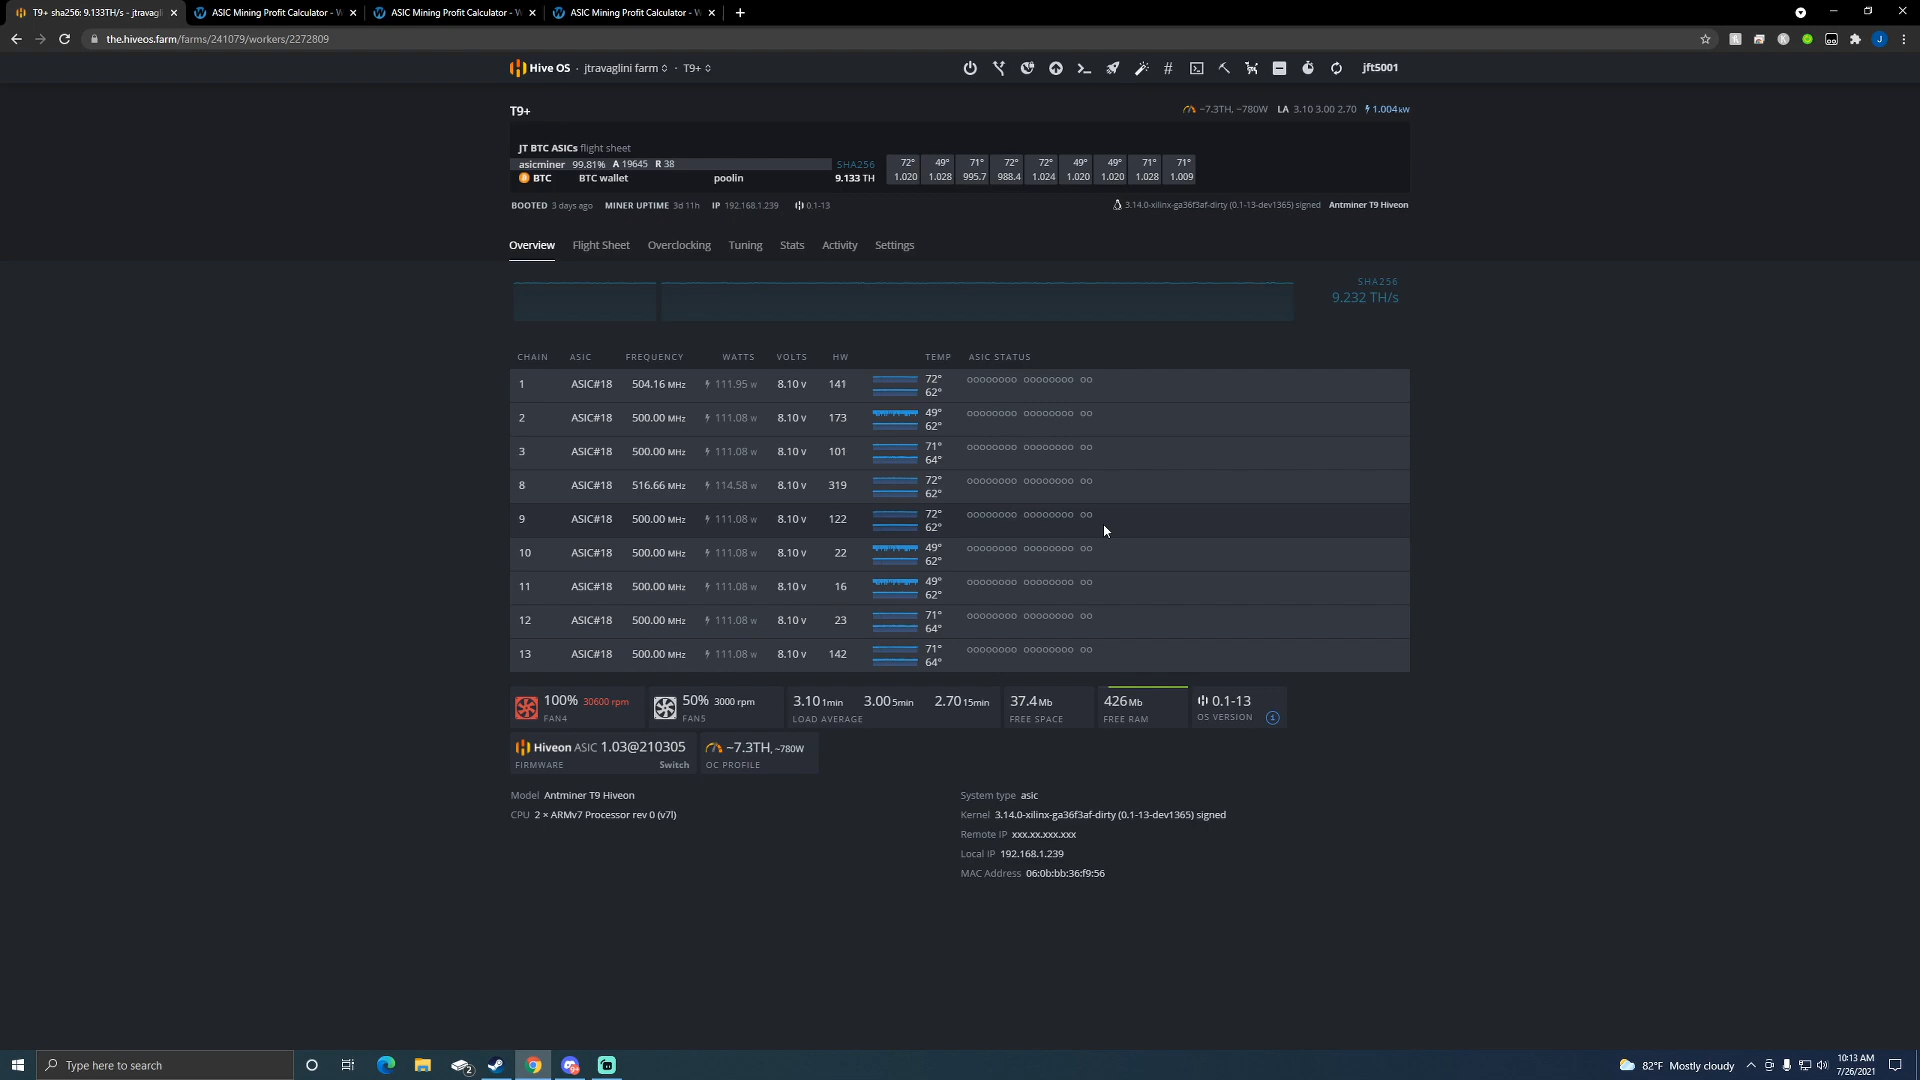 T9+ sha256: 9.133TH/s - jtravagli
ASIC Mining Profit Calculator - W
ASIC Mining Profit Calculator - W
ASIC Mining Profit Calculator - W
the.hiveos.farm/farms/241079/workers/2272809
Hive OS · jtravaglini farm · T9+
jft5001
T9+
~7.3TH, ~780W LA 3.10 3.00 2.70 1.004 kW
JT BTC ASICs flight sheet
asicminer 99.81% A 19645 R 38 SHA256 72° 49° 71° 72° 72° 49° 49° 71° 71°
BTC BTC wallet poolin 9.133 TH 1.020 1.028 995.7 988.4 1.024 1.020 1.020 1.028 1.009
BOOTED 3 days ago MINER UPTIME 3d 11h IP 192.168.1.239 0.1-13 3.14.0-xilinx-ga36f3af-dirty (0.1-13-dev1365) signed Antminer T9 Hiveon
Overview Flight Sheet Overclocking Tuning Stats Activity Settings
SHA256
9.232 TH/s
CHAIN ASIC FREQUENCY WATTS VOLTS HW TEMP ASIC STATUS
1 ASIC#18 504.16 MHz 111.95 w 8.10 v 141 72° oooooooo oooooooo oo
62°
2 ASIC#18 500.00 MHz 111.08 w 8.10 v 173 49° oooooooo oooooooo oo
62°
3 ASIC#18 500.00 MHz 111.08 w 8.10 v 101 71° oooooooo oooooooo oo
64°
8 ASIC#18 516.66 MHz 114.58 w 8.10 v 319 72° oooooooo oooooooo oo
62°
9 ASIC#18 500.00 MHz 111.08 w 8.10 v 122 72° oooooooo oooooooo oo
62°
10 ASIC#18 500.00 MHz 111.08 w 8.10 v 22 49° oooooooo oooooooo oo
62°
11 ASIC#18 500.00 MHz 111.08 w 8.10 v 16 49° oooooooo oooooooo oo
62°
12 ASIC#18 500.00 MHz 111.08 w 8.10 v 23 71° oooooooo oooooooo oo
64°
13 ASIC#18 500.00 MHz 111.08 w 8.10 v 142 71° oooooooo oooooooo oo
64°
100% 30600 rpm 50% 3000 rpm 3.10 1min 3.00 5min 2.70 15min 37.4 Mb 426 Mb 0.1-13
FAN4 FAN5 LOAD AVERAGE FREE SPACE FREE RAM OS VERSION
Hiveon ASIC 1.03@210305 ~7.3TH, ~780W
FIRMWARE Switch OC PROFILE
Model Antminer T9 Hiveon
CPU 2 × ARMv7 Processor rev 0 (v7l)
System type asic
Kernel 3.14.0-xilinx-ga36f3af-dirty (0.1-13-dev1365) signed
Remote IP xxx.xx.xxx.xxx
Local IP 192.168.1.239
MAC Address 06:0b:bb:36:f9:56
Type here to search
82°F Mostly cloudy
10:13 AM
7/26/2021